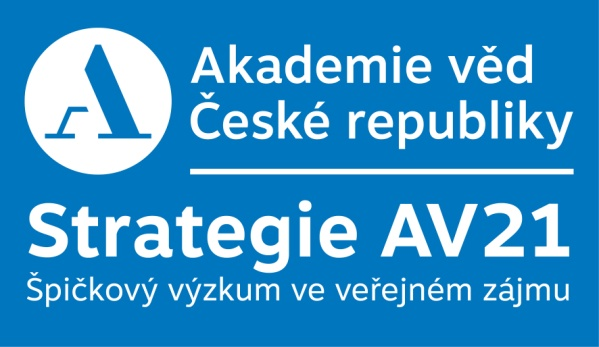 Akademie věd
České republiky
Strategie AV21
Špičkový výzkum ve veřejném zájmu